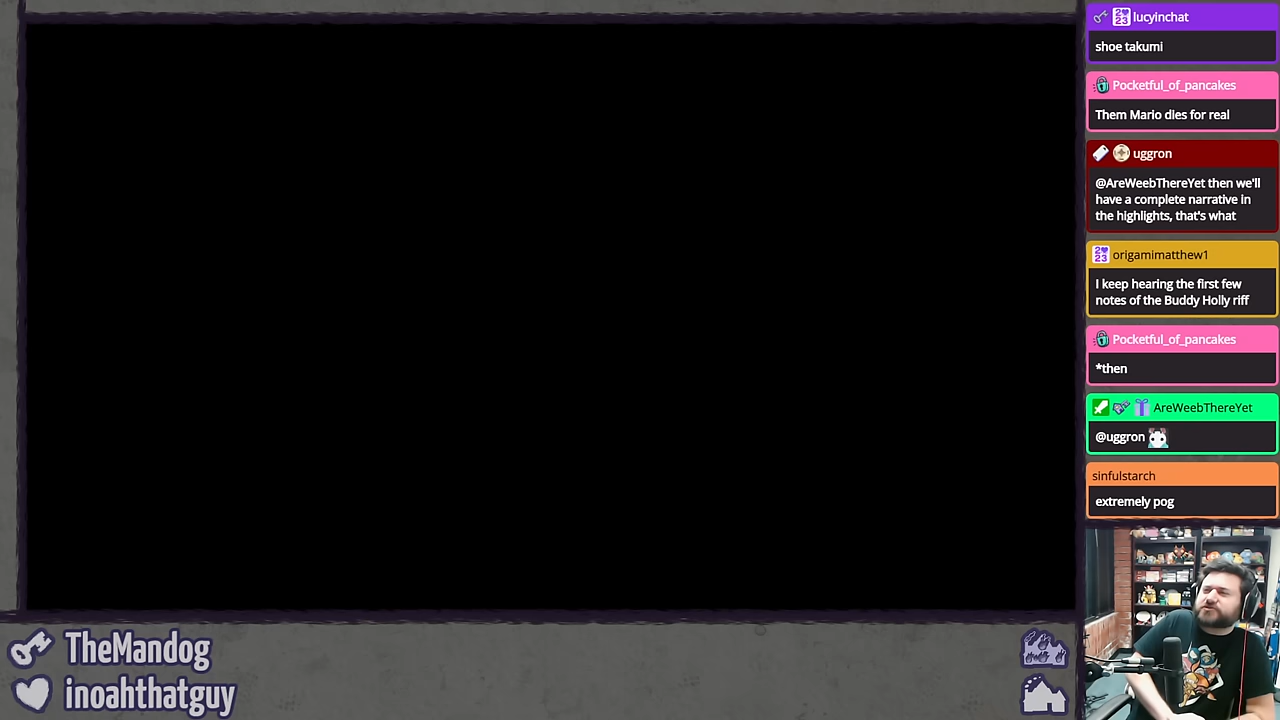 lucyinchat
shoe takumi
Pocketful_of_pancakes
Them Mario dies for real
uggron
@AreWeebThereYet then we'll
have a complete narrative in
the highlights, that's what
origamimatthew1
I keep hearing the first few
notes of the Buddy Holly riff
Pocketful_of_pancakes
*then
AreWeebThereYet
@uggron
sinfulstarch
extremely pog
TheMandog
inoahthatguy